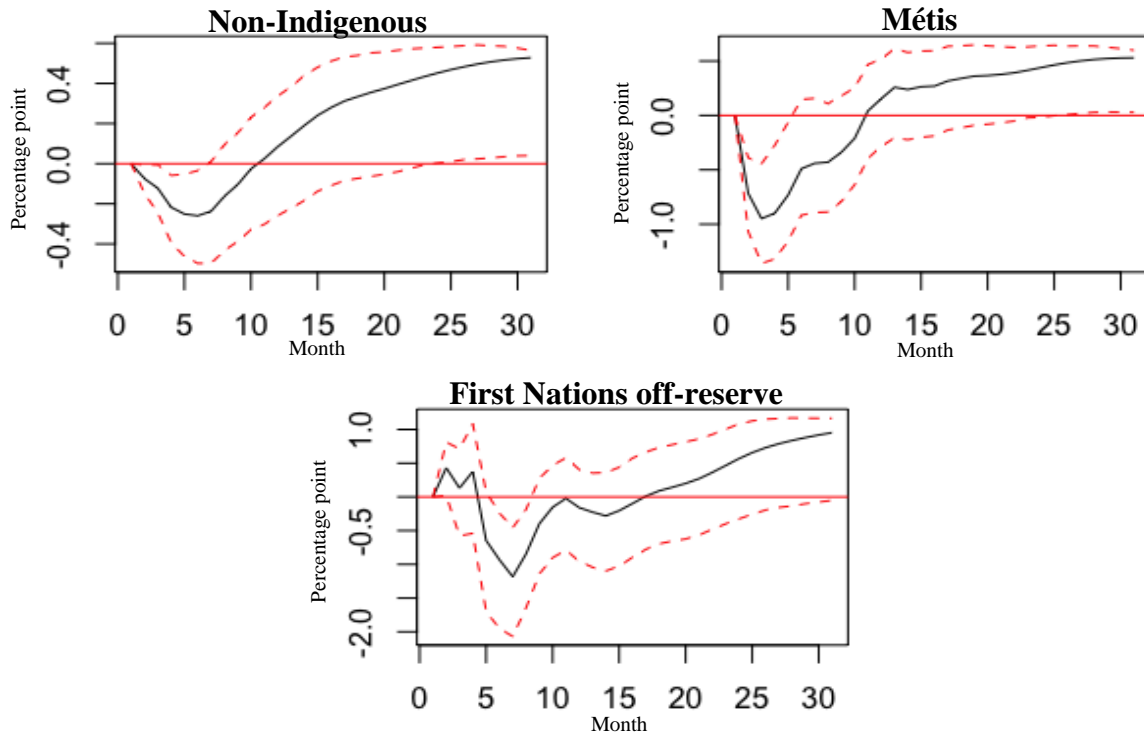 Non-Indigenous
Percentage point
0.4
0.0
-0.4
0 5 10 15 20 25 30
Month
Métis
Percentage point
0.0
-1.0
0 5 10 15 20 25 30
Month
First Nations off-reserve
Percentage point
1.0
-0.5
-2.0
0 5 10 15 20 25 30
Month